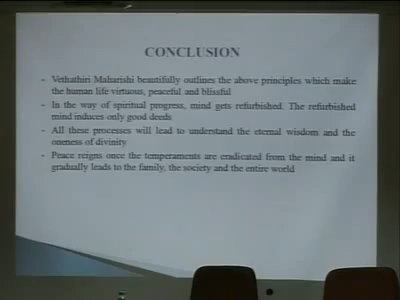 CONCLUSION
- Vethathiri Maharishi beautifully outlines the above principles which make
the human life virtuous, peaceful and blissful
- In the way of spiritual progress, mind gets refurbished. The refurbished
mind induces only good deeds
- All these processes will lead to understand the eternal wisdom and the
oneness of divinity
- Peace reigns once the temperaments are eradicated from the mind and it
gradually leads to the family, the society and the entire world